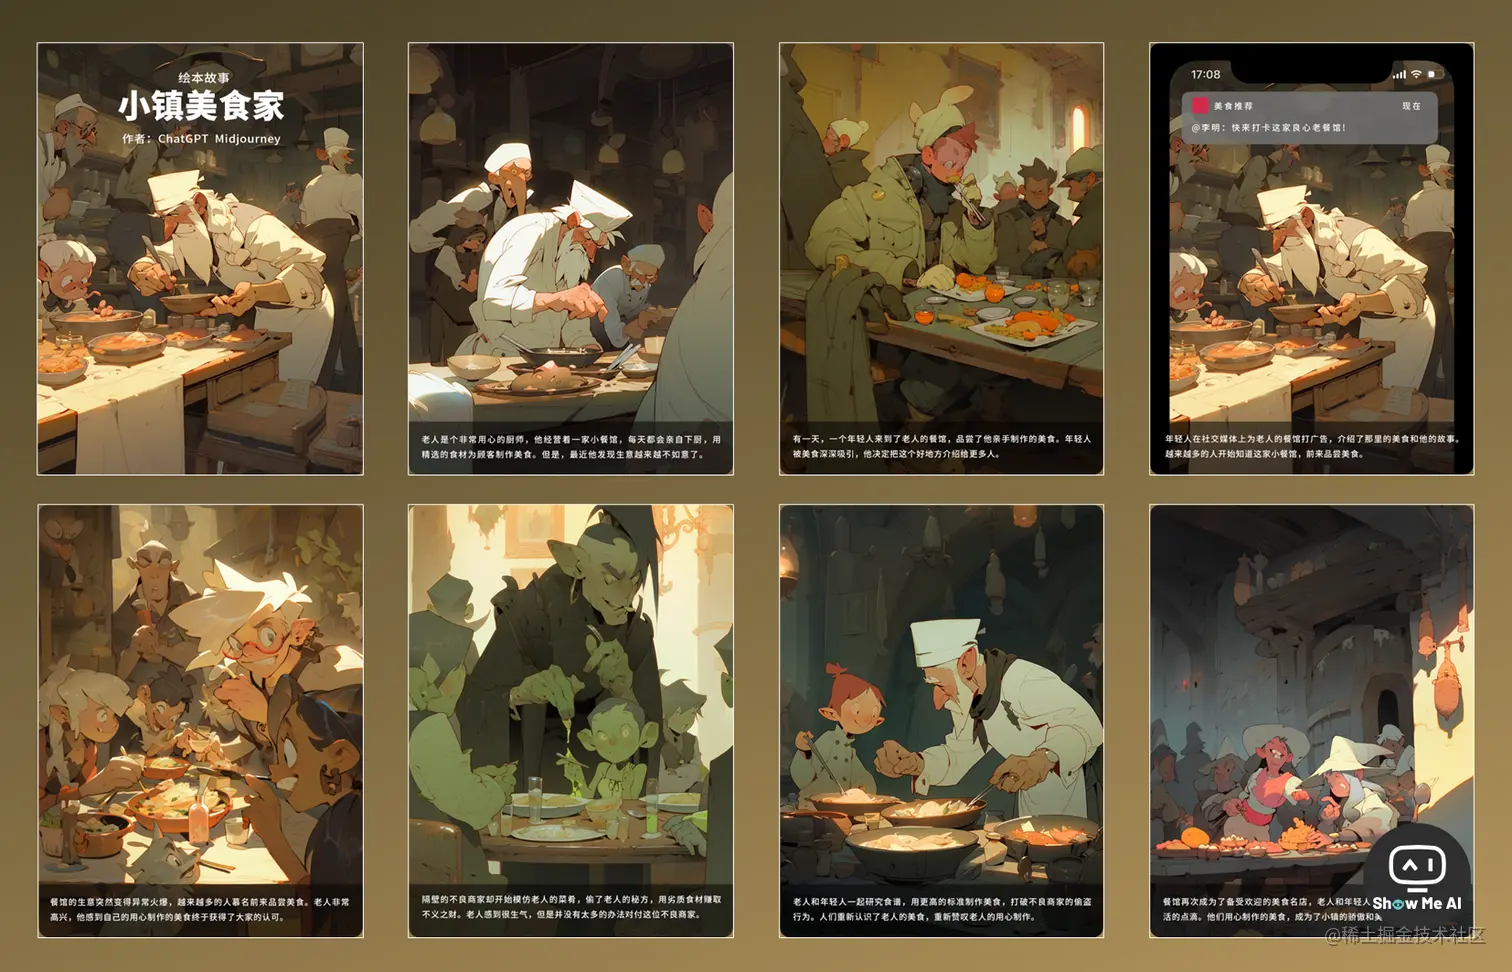 绘本故事
小镇美食家
作者：ChatGPT Midjourney
老人是个非常用心的厨师，他经营着一家小餐馆，每天都会亲自下厨，用
精选的食材为顾客制作美食。但是，最近他发现生意越来越不如意了。
有一天，一个年轻人来到了老人的餐馆，品尝了他亲手制作的美食。年轻人
被美食深深吸引，他决定把这个好地方介绍给更多人。
17:08
美食推荐
现在
@李明：快来打卡这家良心老餐馆！
年轻人在社交媒体上为老人的餐馆打广告，介绍了那里的美食和他的故事。
越来越多的人开始知道这家小餐馆，前来品尝美食。
餐馆的生意突然变得异常火爆，越来越多的人慕名前来品尝美食。老人非常
高兴，他感到自己的用心制作的美食终于获得了大家的认可。
隔壁的不良商家却开始模仿老人的菜肴，偷了老人的秘方，用劣质食材赚取
不义之财。老人感到很生气，但是并没有太多的办法对付这位不良商家。
老人和年轻人一起研究食谱，用更高的标准制作美食，打破不良商家的偷盗
行为。人们重新认识了老人的美食，重新赞叹老人的用心制作。
餐馆再次成为了备受欢迎的美食名店，老人和年轻人
活的点滴。他们用心制作的美食，成为了小镇的骄傲和
AI
Show Me AI
@稀土掘金技术社区